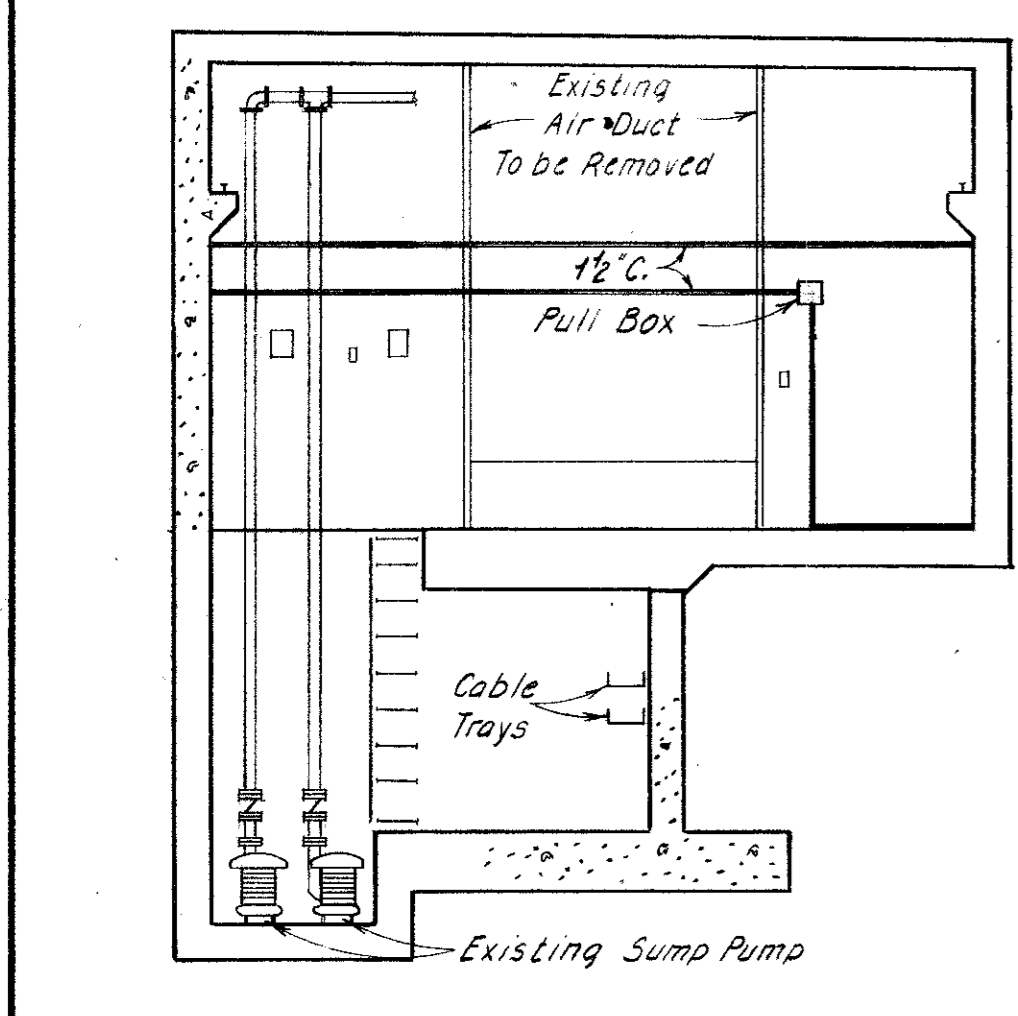 Existing
Air Duct
To be Removed
1½"C.
Pull Box
Cable
Trays
Existing Sump Pump